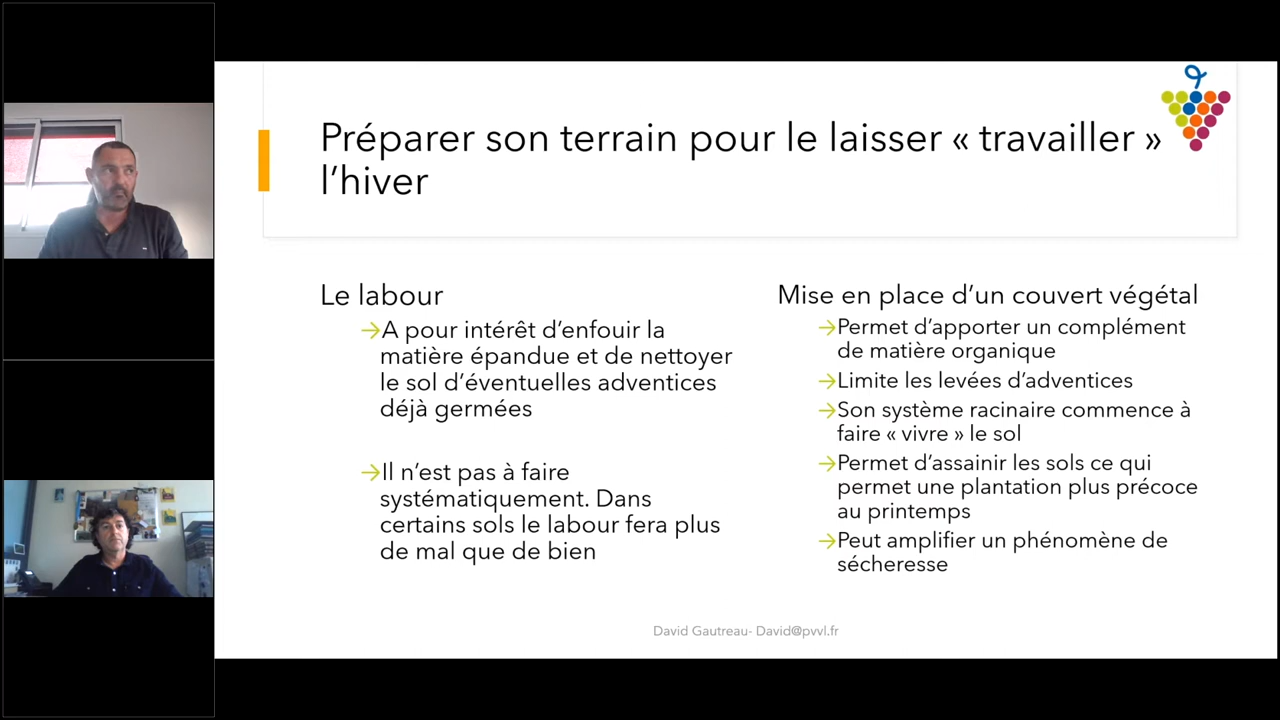 Préparer son terrain pour le laisser « travailler »
l’hiver
Le labour
→A pour intérêt d’enfouir la
matière épandue et de nettoyer
le sol d’éventuelles adventices
déjà germées
→Il n’est pas à faire
systématiquement. Dans
certains sols le labour fera plus
de mal que de bien
Mise en place d’un couvert végétal
→Permet d’apporter un complément
de matière organique
→Limite les levées d’adventices
→Son système racinaire commence à
faire « vivre » le sol
→Permet d’assainir les sols ce qui
permet une plantation plus précoce
au printemps
→Peut amplifier un phénomène de
sécheresse
David Gautreau- David@pvvl.fr